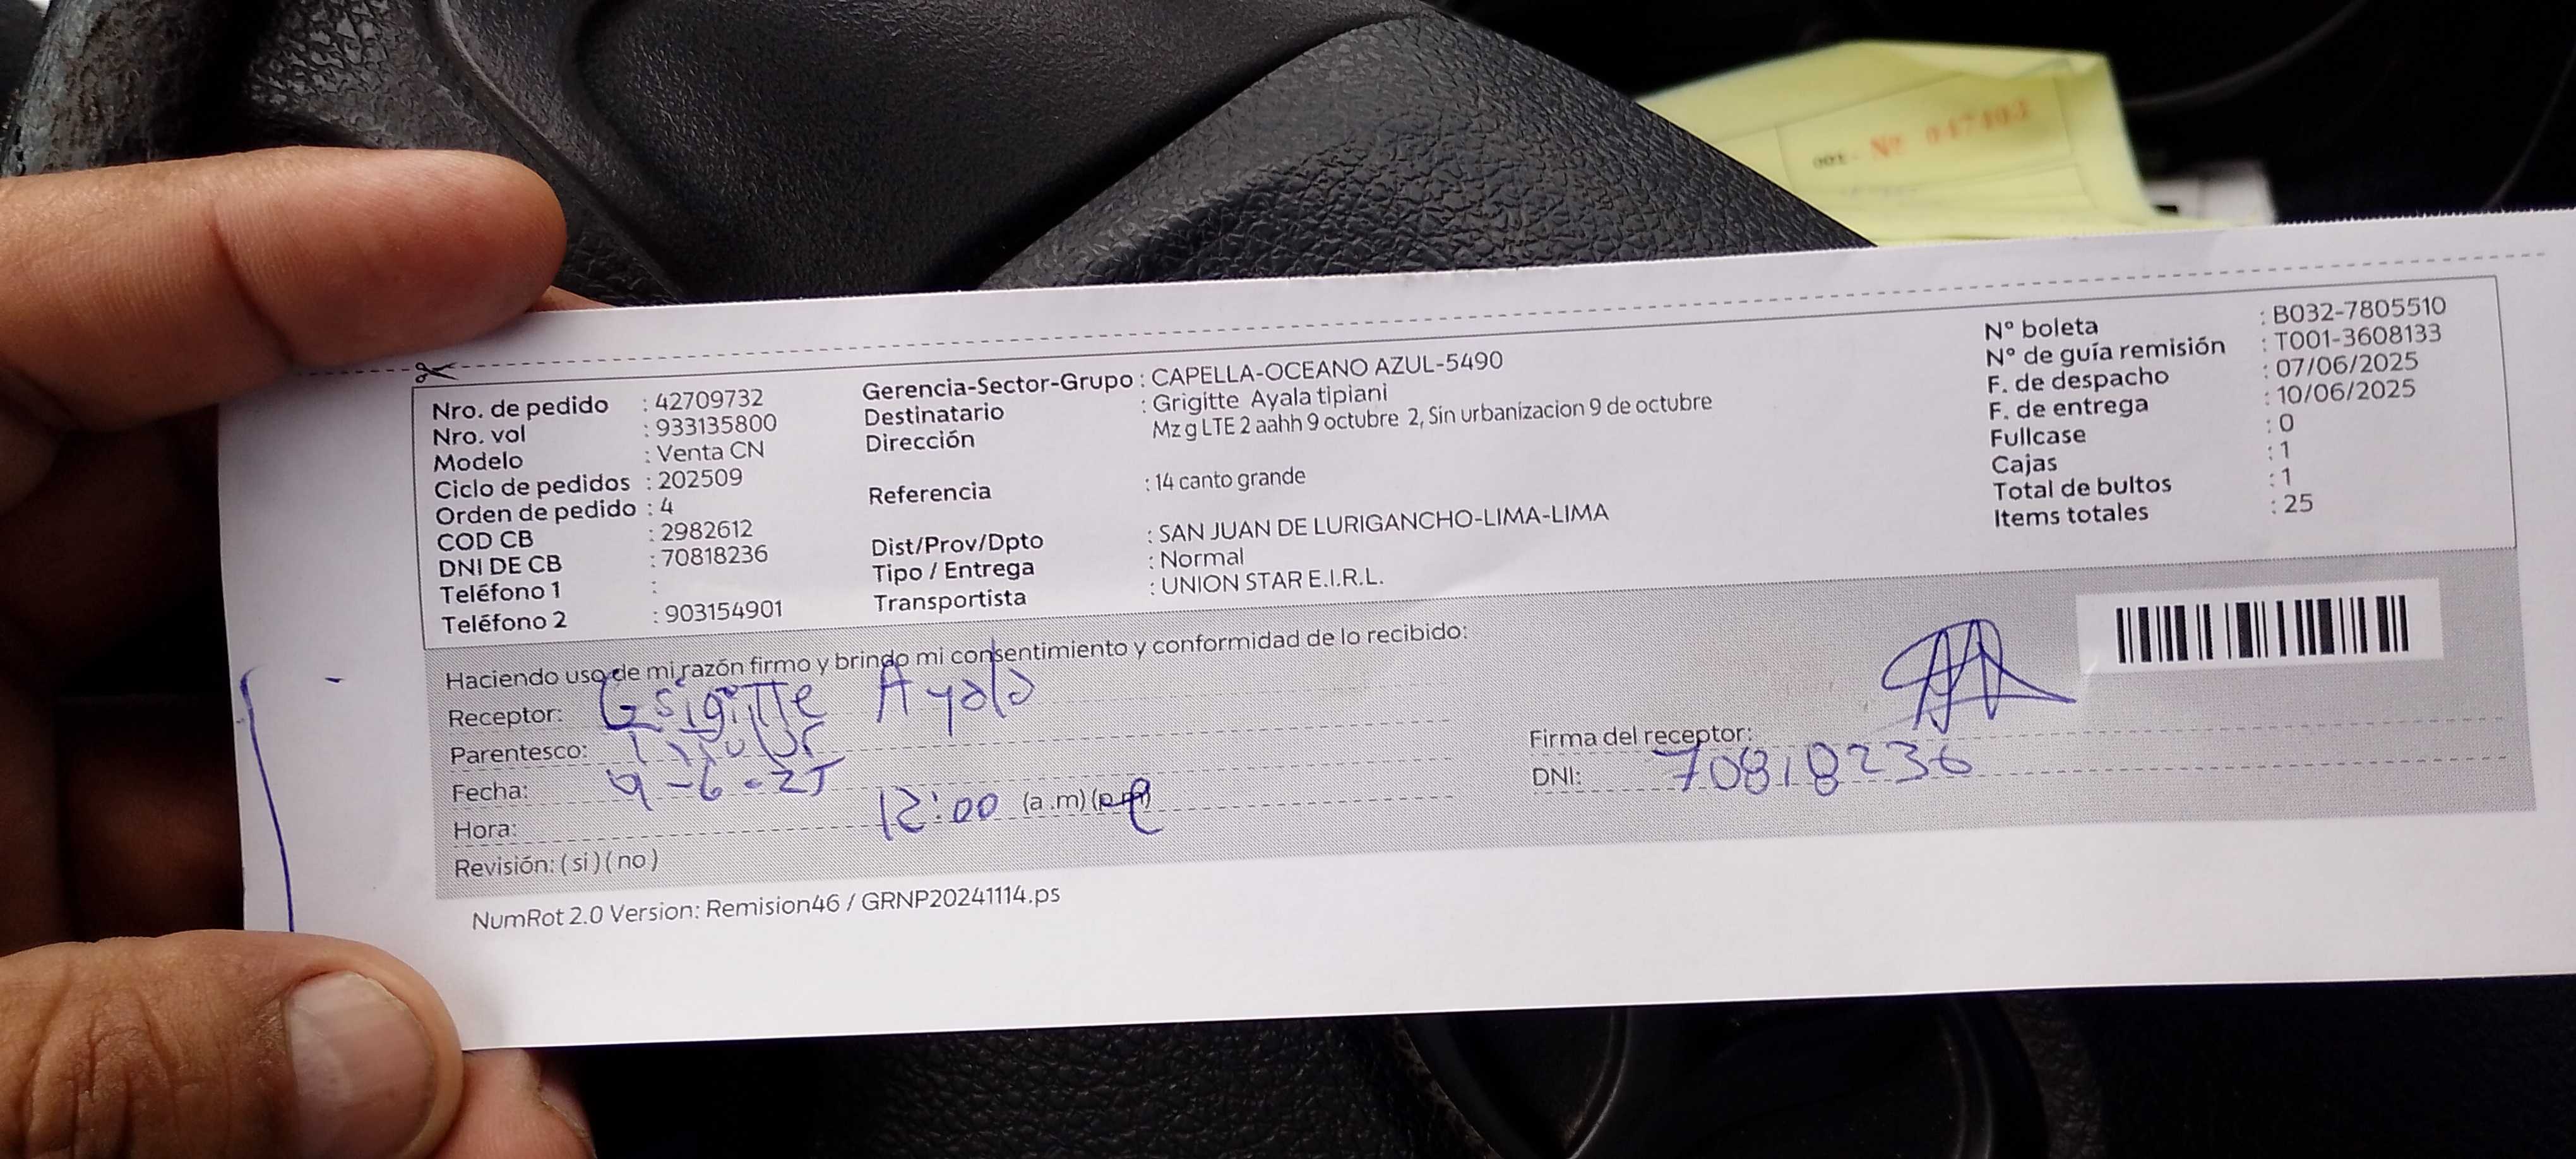 001 - Nº 047403
Nro. de pedido : 42709732
Nro. vol : 933135800
Modelo : Venta CN
Ciclo de pedidos : 202509
Orden de pedido : 4
COD CB : 2982612
DNI DE CB : 70818236
Teléfono 1 :
Teléfono 2 : 903154901
Gerencia-Sector-Grupo : CAPELLA-OCEANO AZUL-5490
Destinatario : Grigitte Ayala tipiani
Dirección Mz g LTE 2 aahh 9 octubre 2, Sin urbanizacion 9 de octubre
Referencia : 14 canto grande
Dist/Prov/Dpto : SAN JUAN DE LURIGANCHO-LIMA-LIMA
Tipo / Entrega : Normal
Transportista : UNION STAR E.I.R.L.
Nº boleta : B032-7805510
Nº de guía remisión : T001-3608133
F. de despacho : 07/06/2025
F. de entrega : 10/06/2025
Fullcase : 0
Cajas : 1
Total de bultos : 1
Items totales : 25
Haciendo uso de mi razón firmo y brindo mi consentimiento y conformidad de lo recibido:
Receptor: Grigitte Ayala
Parentesco: Titular
Fecha: 9-6-25
Hora: 12:00 (a.m) (p.m)
Revisión: ( si ) ( no )
Firma del receptor:
DNI: 70818236
NumRot 2.0 Version: Remision46 / GRNP20241114.ps